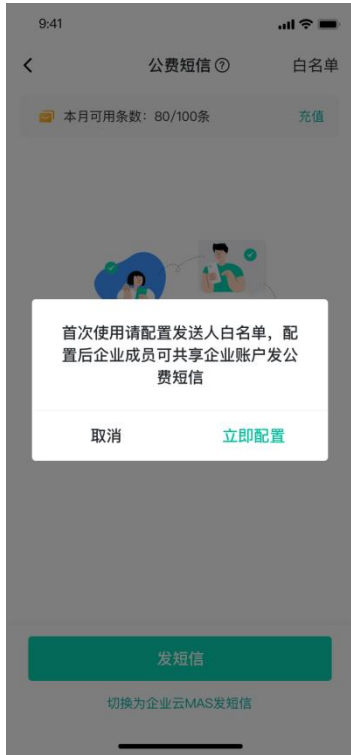 9:41
公费短信?
白名单
本月可用条数：80/100条
充值
首次使用请配置发送人白名单，配
置后企业成员可共享企业账户发公
费短信
取消
立即配置
发短信
切换为企业云MAS发短信